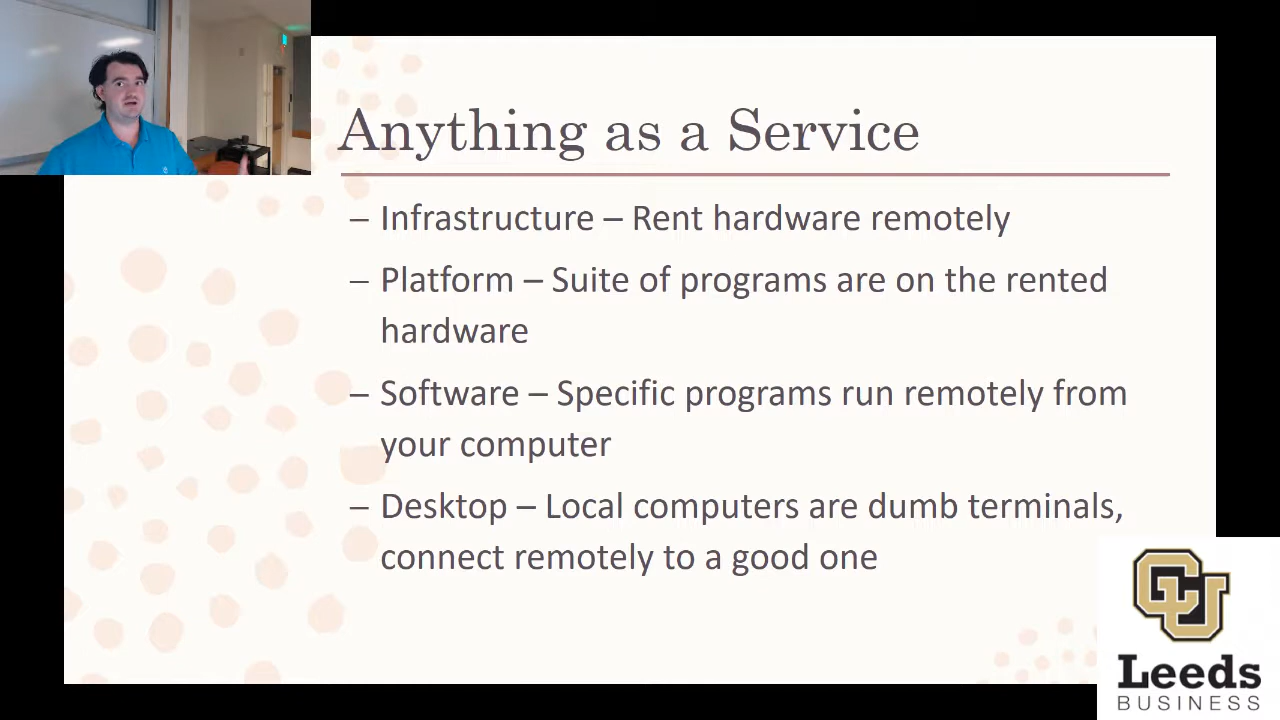 Anything as a Service
– Infrastructure – Rent hardware remotely
– Platform – Suite of programs are on the rented
hardware
– Software – Specific programs run remotely from
your computer
– Desktop – Local computers are dumb terminals,
connect remotely to a good one
CU
Leeds
BUSINESS